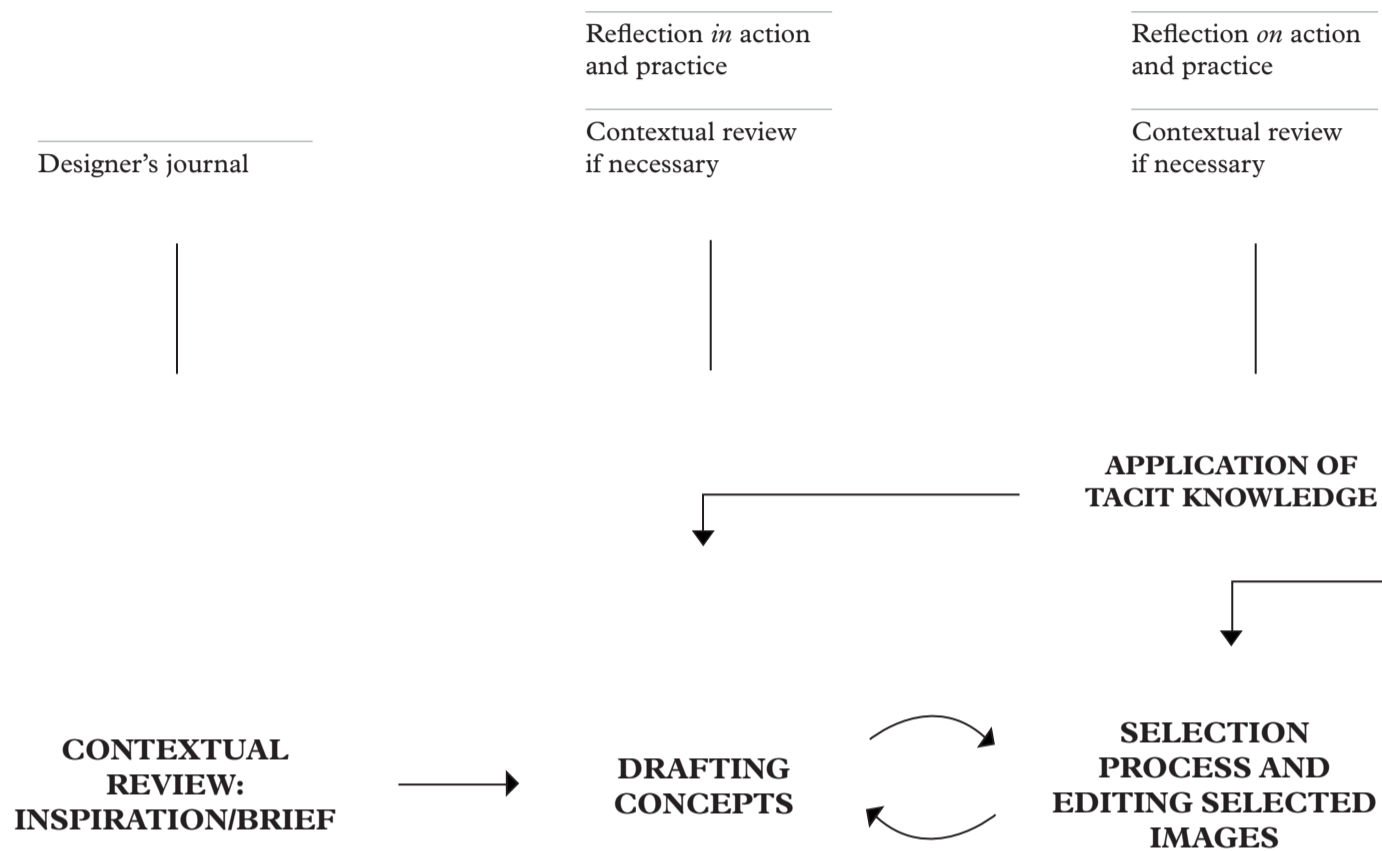 Reflection in action
and practice
Contextual review
if necessary
Reflection on action
and practice
Contextual review
if necessary
Designer’s journal
APPLICATION OF
TACIT KNOWLEDGE
CONTEXTUAL
REVIEW:
INSPIRATION/BRIEF
DRAFTING
CONCEPTS
SELECTION
PROCESS AND
EDITING SELECTED
IMAGES